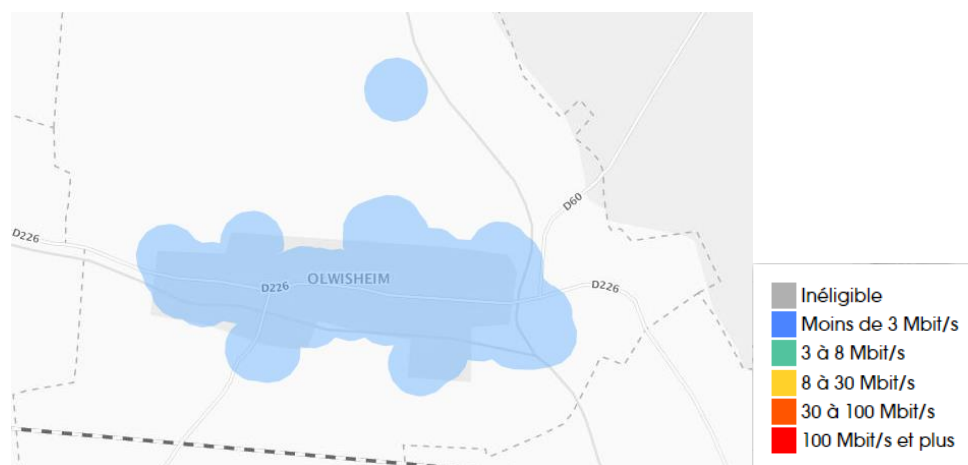 D60
D226
OLWISHEIM
D226
D226
Inéligible
Moins de 3 Mbit/s
3 à 8 Mbit/s
8 à 30 Mbit/s
30 à 100 Mbit/s
100 Mbit/s et plus